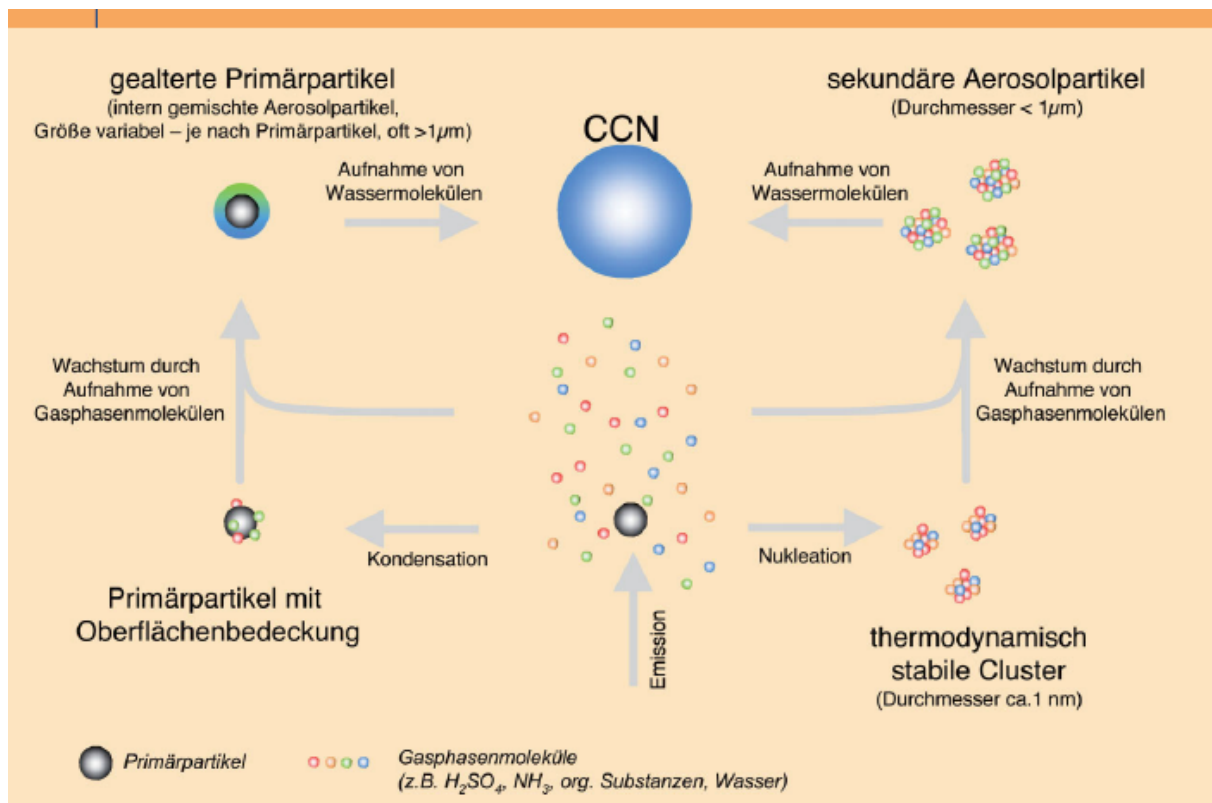 gealterte Primärpartikel
(intern gemischte Aerosolpartikel,
Größe variabel – je nach Primärpartikel, oft >1µm)
CCN
sekundäre Aerosolpartikel
(Durchmesser < 1µm)
Aufnahme von
Wassermolekülen
Aufnahme von
Wassermolekülen
Wachstum durch
Aufnahme von
Gasphasenmolekülen
Wachstum durch
Aufnahme von
Gasphasenmolekülen
Kondensation
Nukleation
Primärpartikel mit
Oberflächenbedeckung
Emission
thermodynamisch
stabile Cluster
(Durchmesser ca.1 nm)
Primärpartikel
Gasphasenmoleküle
(z.B. H₂SO₄, NH₃, org. Substanzen, Wasser)